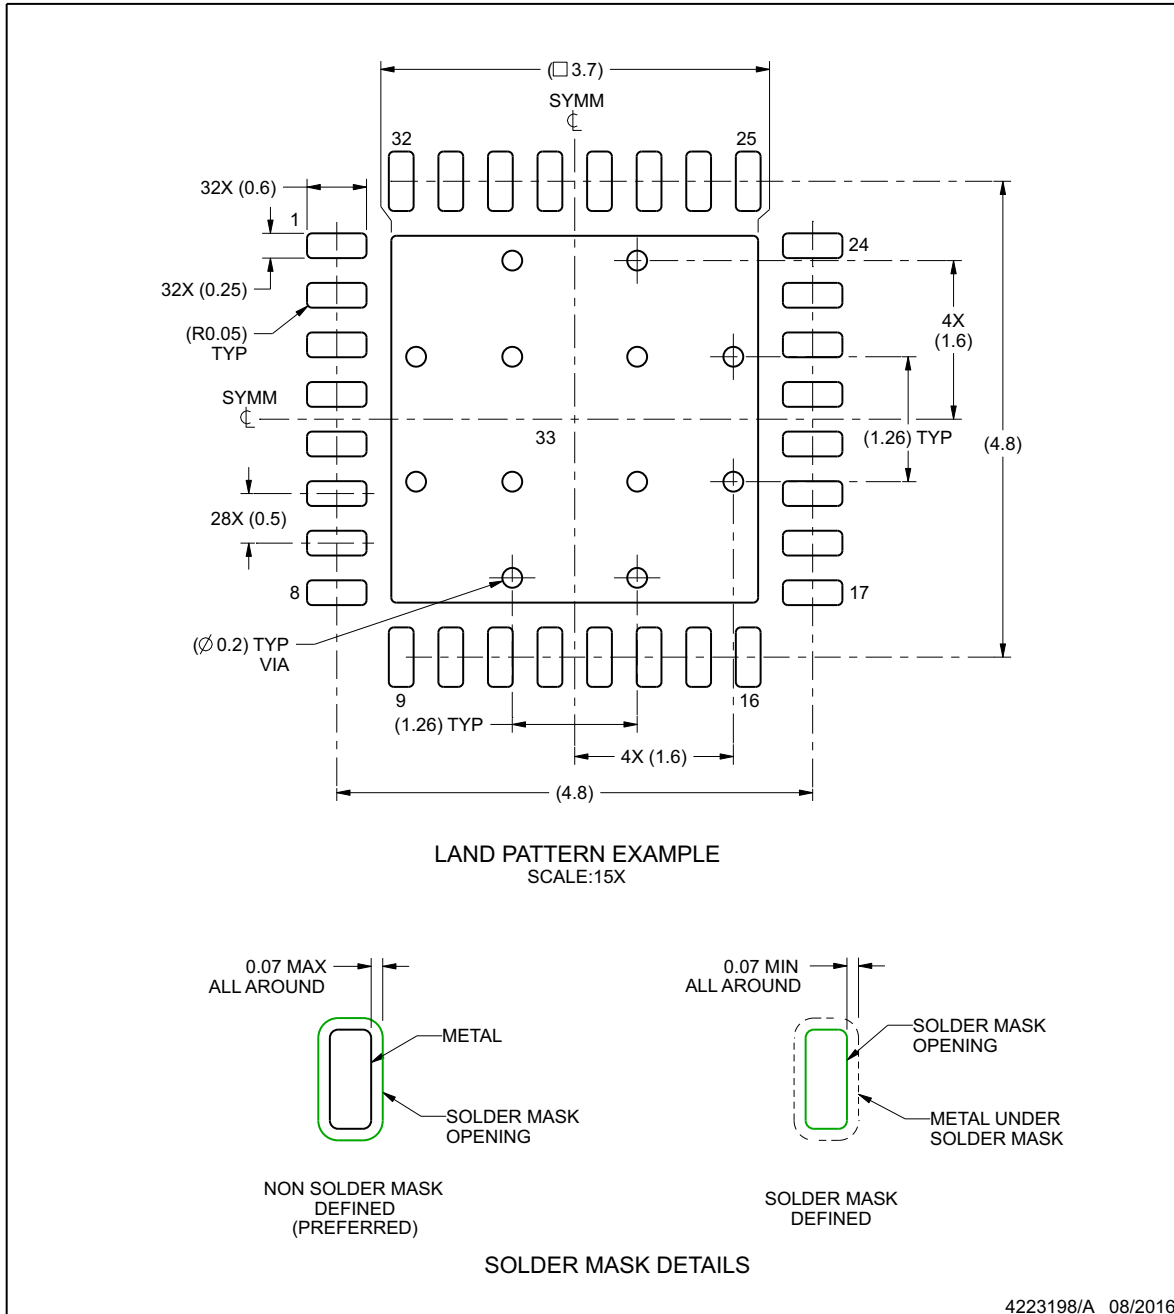 (□ 3.7)
SYMM
℄
32
25
32X (0.6)
1
24
32X (0.25)
(R0.05)
TYP
4X
(1.6)
SYMM
℄
33
(1.26) TYP
(4.8)
28X (0.5)
8
17
(Ø 0.2) TYP
VIA
9
16
(1.26) TYP
4X (1.6)
(4.8)
LAND PATTERN EXAMPLE
SCALE:15X
0.07 MAX
ALL AROUND
METAL
SOLDER MASK
OPENING
NON SOLDER MASK
DEFINED
(PREFERRED)
0.07 MIN
ALL AROUND
SOLDER MASK
OPENING
METAL UNDER
SOLDER MASK
SOLDER MASK
DEFINED
SOLDER MASK DETAILS
4223198/A 08/2016